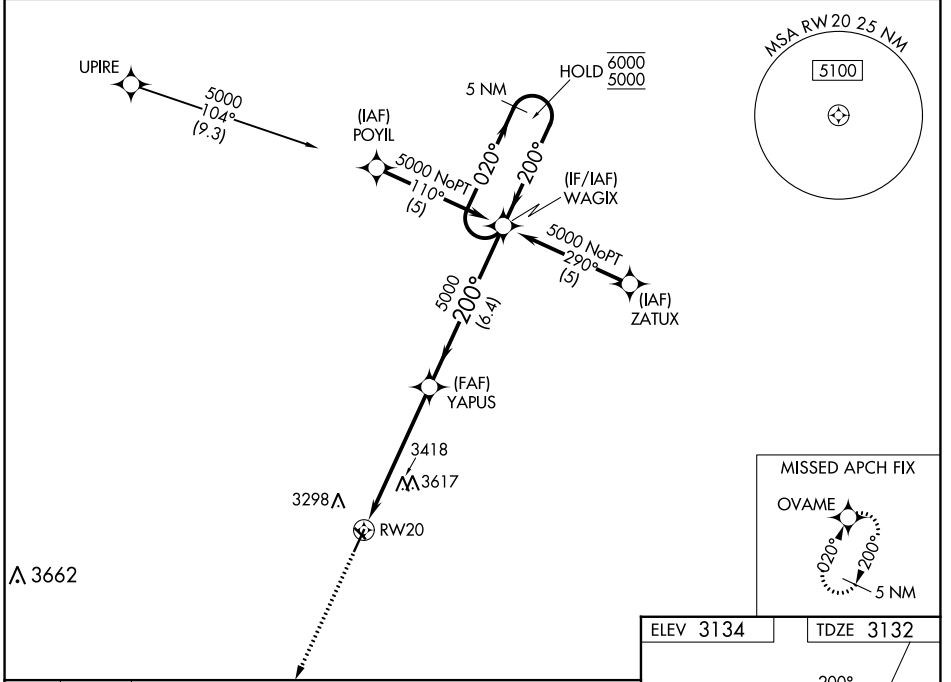 MSA RW20 25 NM
5100
UPIRE
5000
104°
(9.3)
HOLD 6000
5000
5 NM
(IAF)
POYIL
5000 NoPT
110°
(5)
020°
200°
(IF/IAF)
WAGIX
5000 NoPT
290°
(5)
(IAF)
ZATUX
5000
200°
(6.4)
(FAF)
YAPUS
3418
3617
3298
RW20
3662
MISSED APCH FIX
OVAME
020°
200°
5 NM
ELEV 3134
TDZE 3132
200°